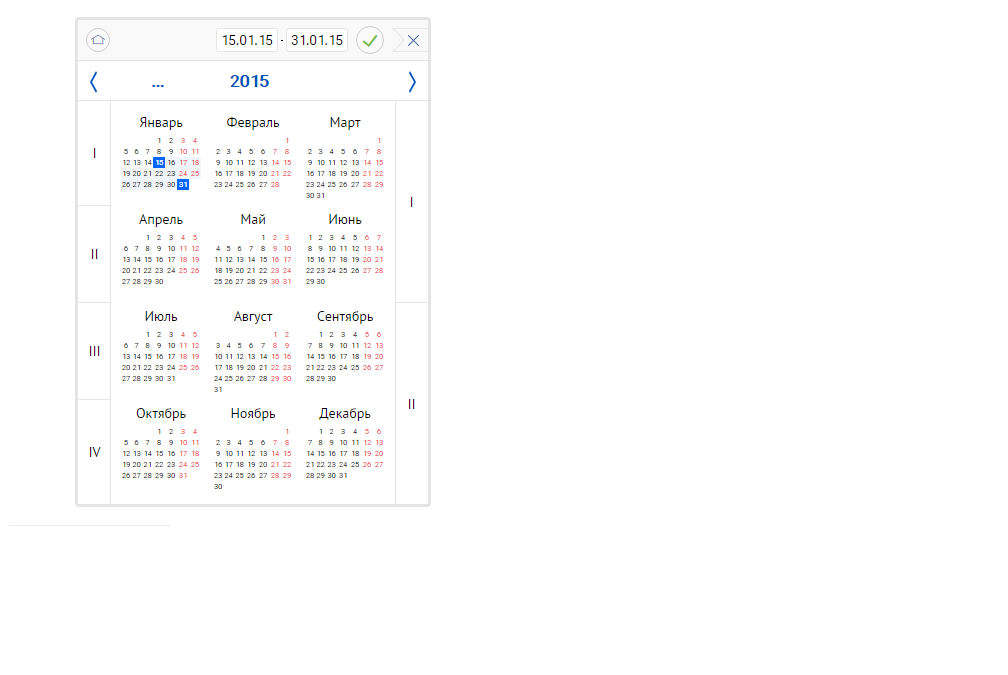 15.01.15 - 31.01.15
... 2015
Январь Февраль Март
1 2 3 4 1 1
5 6 7 8 9 10 11 2 3 4 5 6 7 8 2 3 4 5 6 7 8
I
12 13 14 15 16 17 18 9 10 11 12 13 14 15 9 10 11 12 13 14 15
19 20 21 22 23 24 25 16 17 18 19 20 21 22 16 17 18 19 20 21 22
26 27 28 29 30 31 23 24 25 26 27 28 23 24 25 26 27 28 29
30 31
I
Апрель Май Июнь
1 2 3 4 5 1 2 3 1 2 3 4 5 6 7
6 7 8 9 10 11 12 4 5 6 7 8 9 10 8 9 10 11 12 13 14
II
13 14 15 16 17 18 19 11 12 13 14 15 16 17 15 16 17 18 19 20 21
20 21 22 23 24 25 26 18 19 20 21 22 23 24 22 23 24 25 26 27 28
27 28 29 30 25 26 27 28 29 30 31 29 30
Июль Август Сентябрь
1 2 3 4 5 1 2 1 2 3 4 5 6
6 7 8 9 10 11 12 3 4 5 6 7 8 9 7 8 9 10 11 12 13
III
13 14 15 16 17 18 19 10 11 12 13 14 15 16 14 15 16 17 18 19 20
20 21 22 23 24 25 26 17 18 19 20 21 22 23 21 22 23 24 25 26 27
27 28 29 30 31 24 25 26 27 28 29 30 28 29 30
31
II
Октябрь Ноябрь Декабрь
1 2 3 4 1 1 2 3 4 5 6
5 6 7 8 9 10 11 2 3 4 5 6 7 8 7 8 9 10 11 12 13
IV
12 13 14 15 16 17 18 9 10 11 12 13 14 15 14 15 16 17 18 19 20
19 20 21 22 23 24 25 16 17 18 19 20 21 22 21 22 23 24 25 26 27
26 27 28 29 30 31 23 24 25 26 27 28 29 28 29 30 31
30